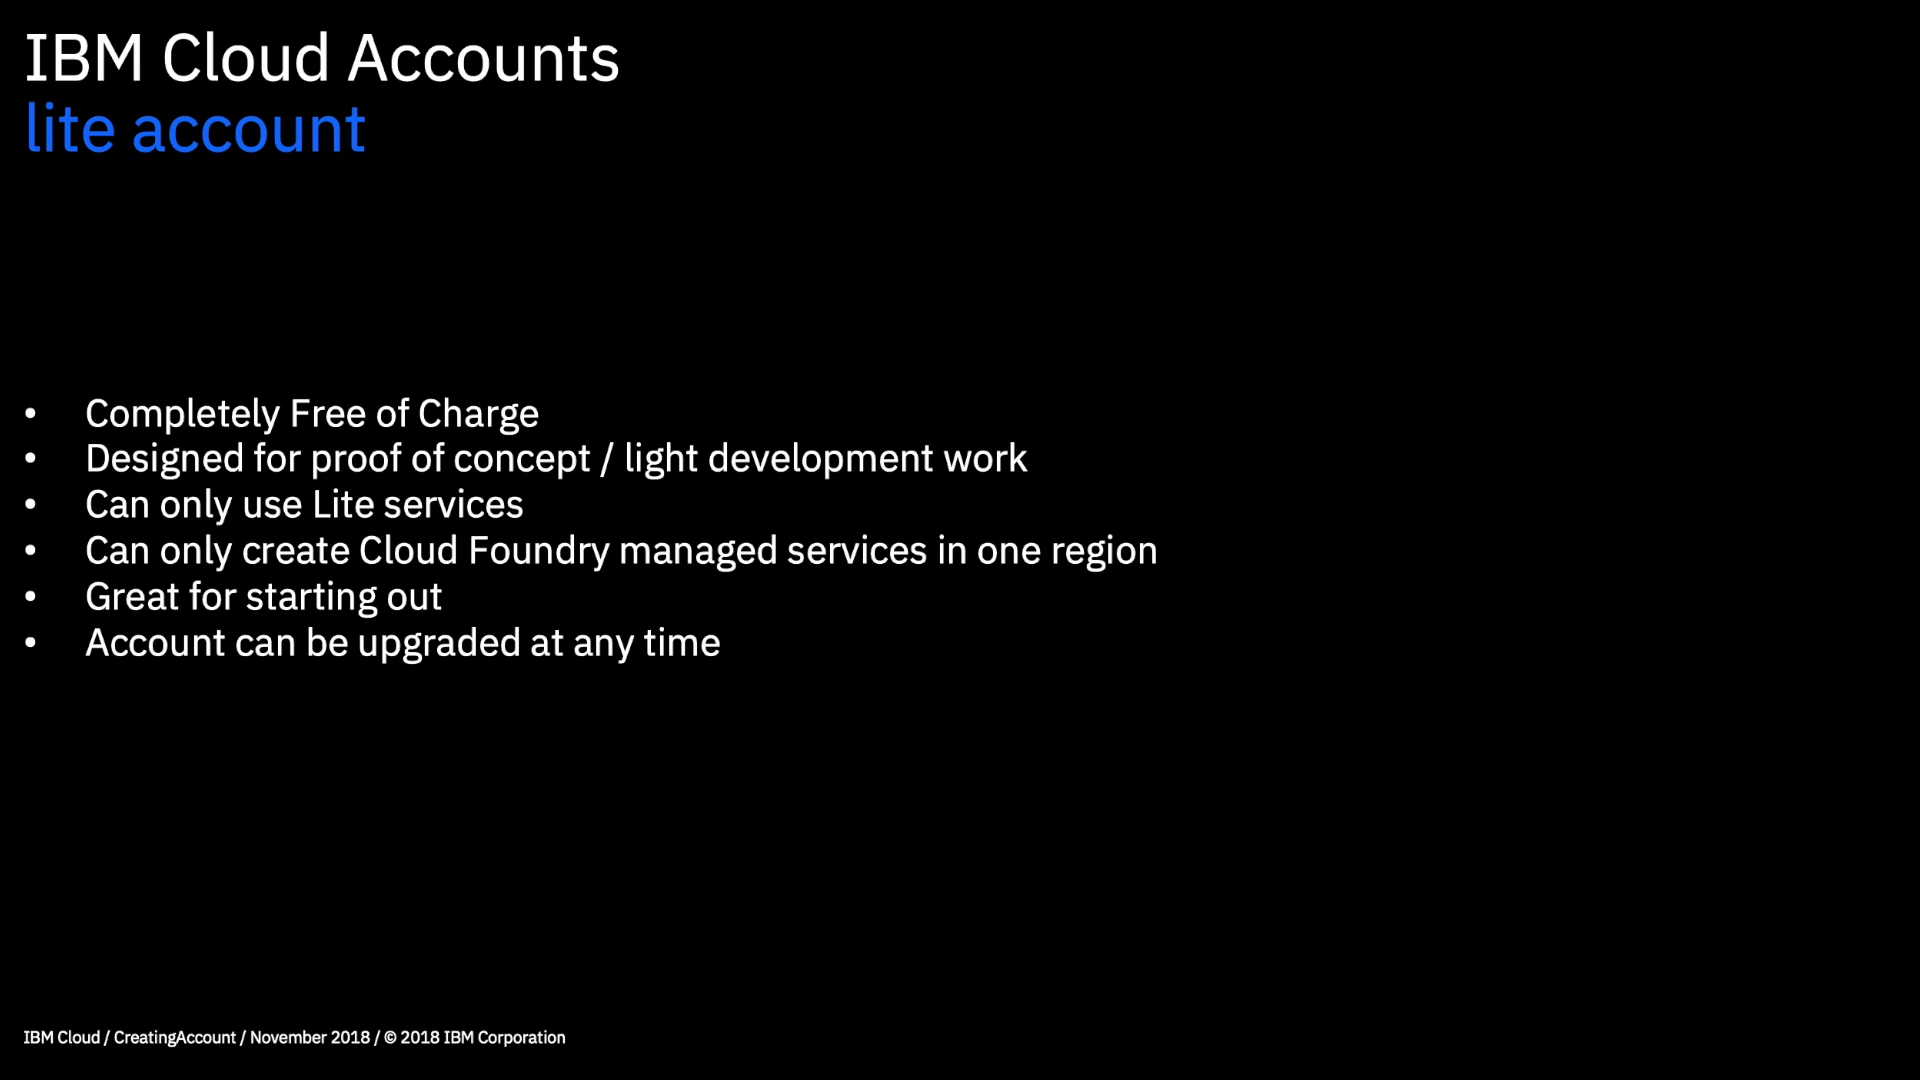 IBM Cloud Accounts
lite account
• Completely Free of Charge
• Designed for proof of concept / light development work
• Can only use Lite services
• Can only create Cloud Foundry managed services in one region
• Great for starting out
• Account can be upgraded at any time
IBM Cloud / CreatingAccount / November 2018 / © 2018 IBM Corporation